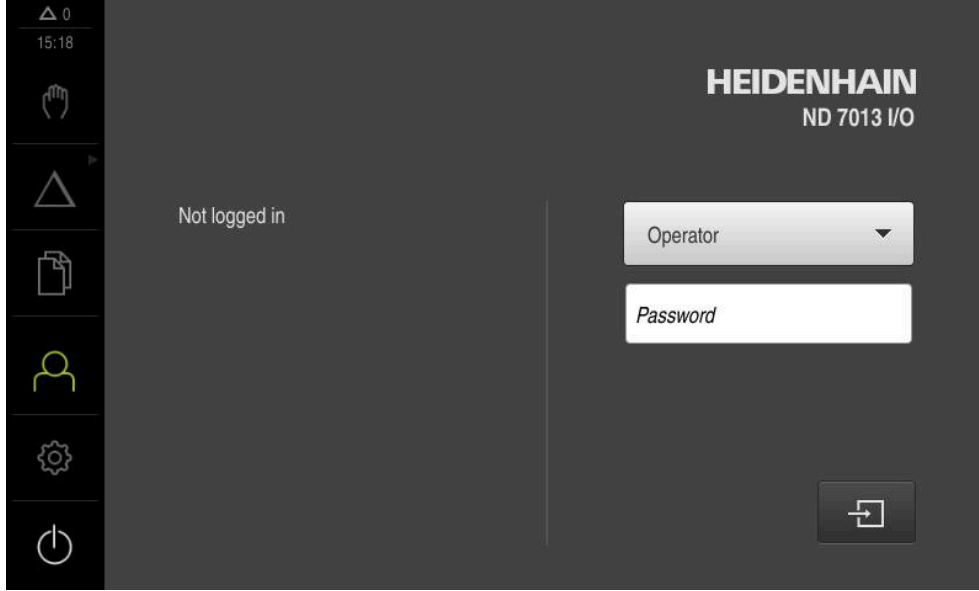 0
15:18
HEIDENHAIN
ND 7013 I/O
Not logged in
Operator
Password